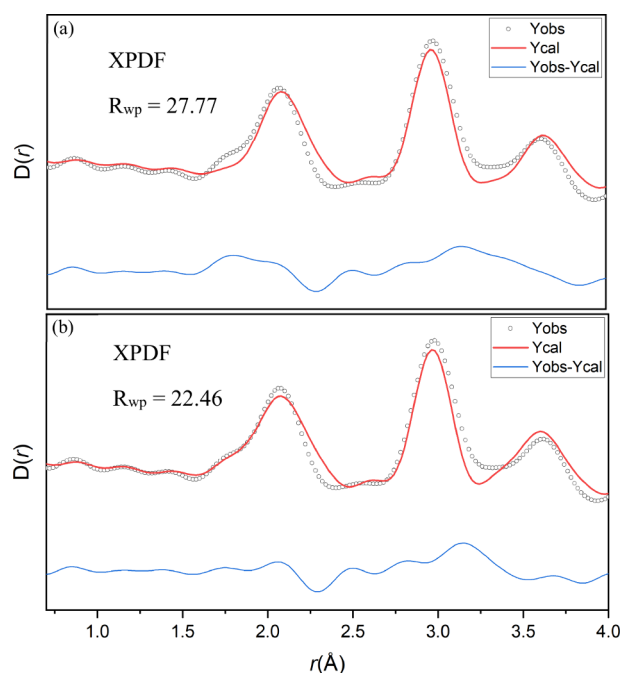 (a)
XPDF
Rwp = 27.77
Yobs
Ycal
Yobs-Ycal
D(r)
(b)
XPDF
Rwp = 22.46
Yobs
Ycal
Yobs-Ycal
D(r)
1.0 1.5 2.0 2.5 3.0 3.5 4.0
r(Å)